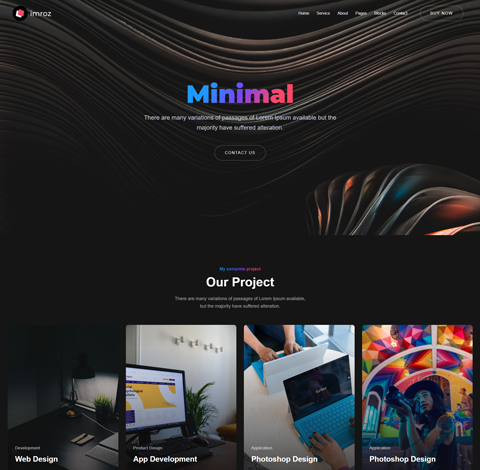 imroz
Home Service About Pages Blocks Contact BUY NOW
Minimal
There are many variations of passages of Lorem Ipsum available but the
majority have suffered alteration.
CONTACT US
My complete project
Our Project
There are many variations of passages of Lorem Ipsum available,
but the majority have suffered alteration.
Development
Web Design
Product Design
App Development
Application
Photoshop Design
Application
Photoshop Design